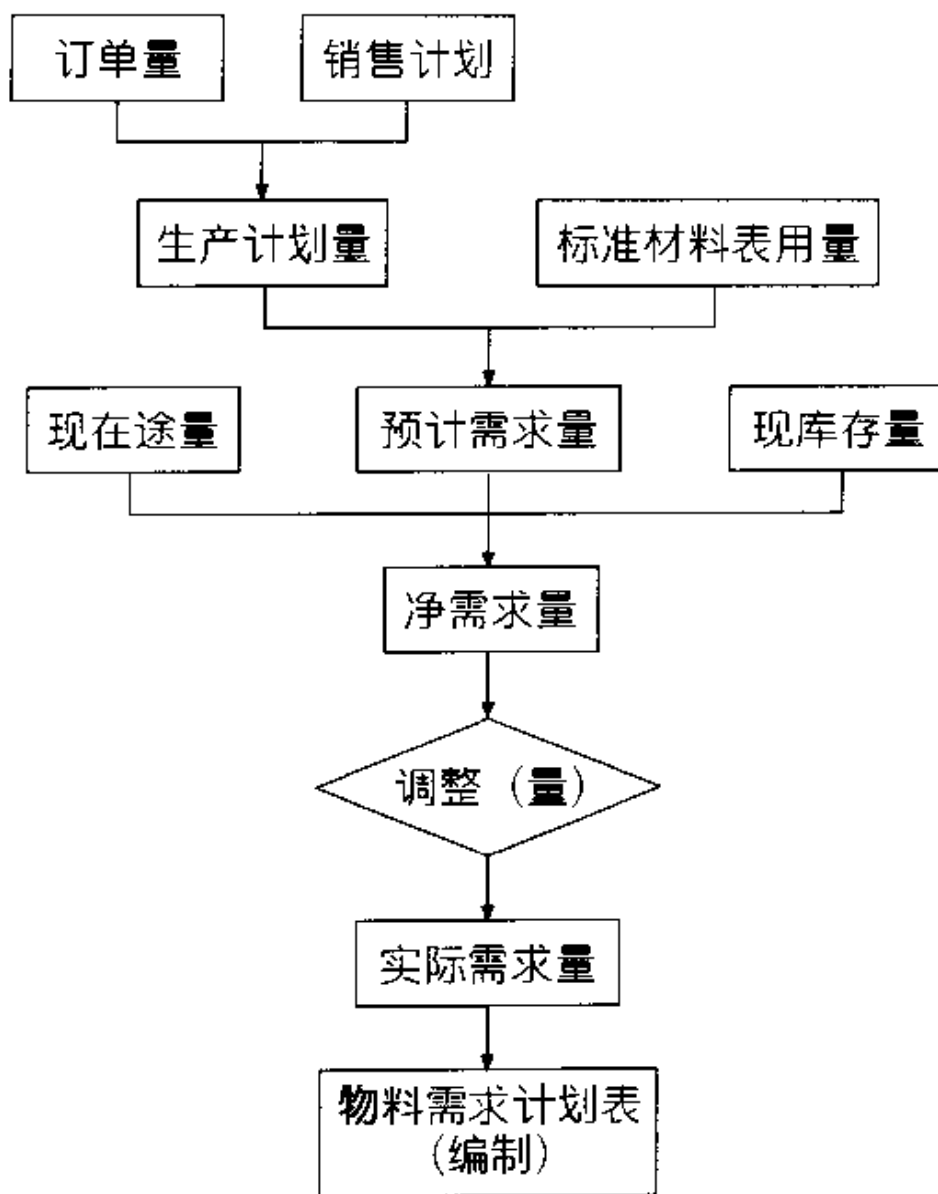 订单量
销售计划
生产计划量
标准材料表用量
现在途量
预计需求量
现库存量
净需求量
调整（量）
实际需求量
物料需求计划表
（编制）